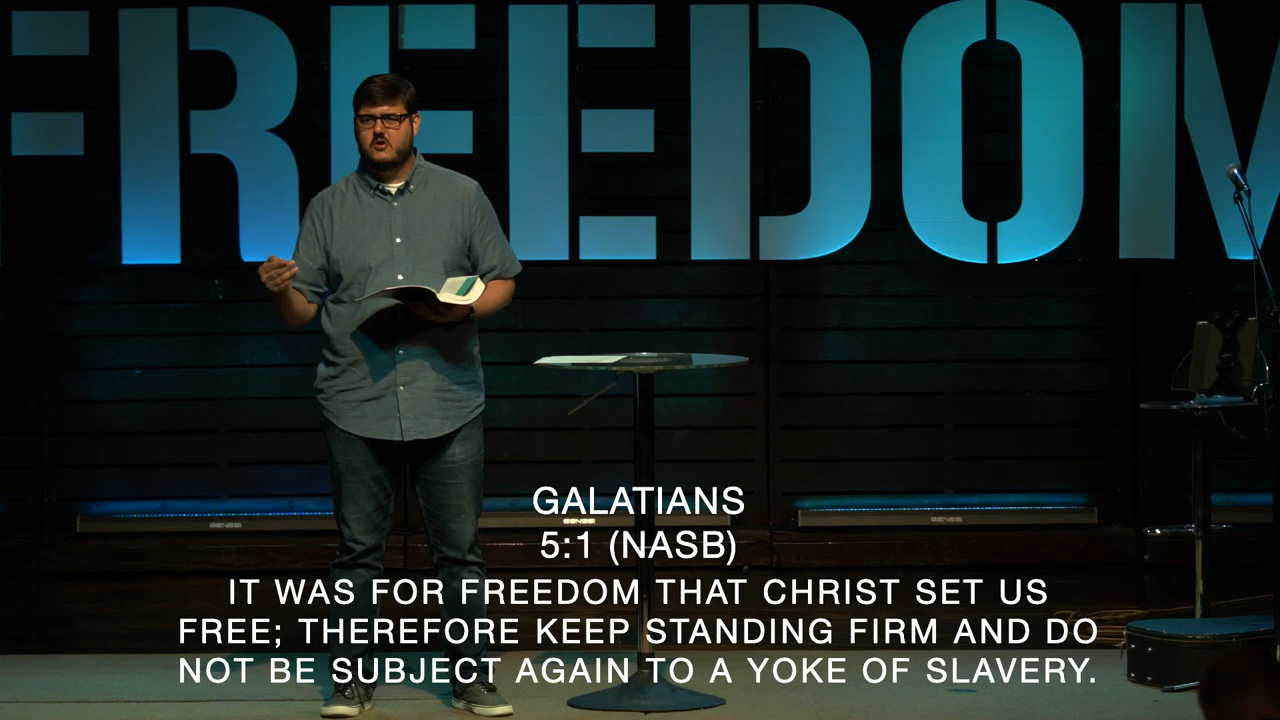 FREEDOM
GALATIANS
5:1 (NASB)
IT WAS FOR FREEDOM THAT CHRIST SET US
FREE; THEREFORE KEEP STANDING FIRM AND DO
NOT BE SUBJECT AGAIN TO A YOKE OF SLAVERY.